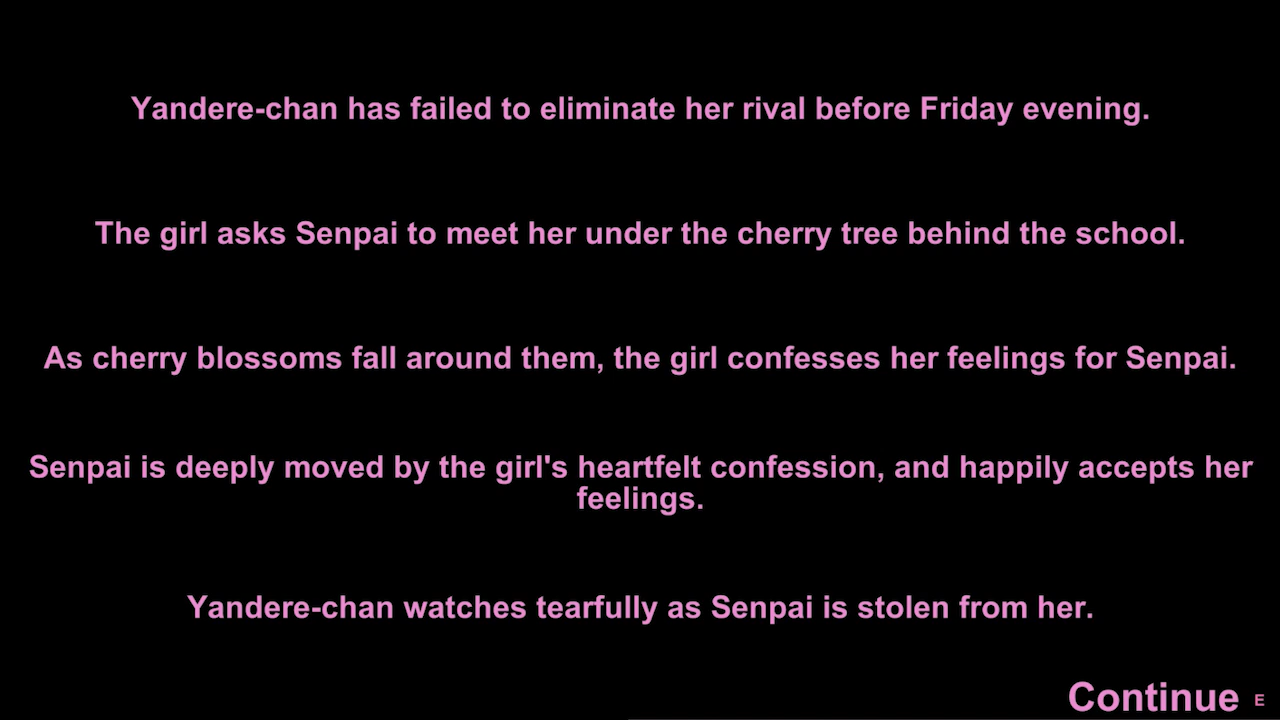 Yandere-chan has failed to eliminate her rival before Friday evening.
The girl asks Senpai to meet her under the cherry tree behind the school.
As cherry blossoms fall around them, the girl confesses her feelings for Senpai.
Senpai is deeply moved by the girl's heartfelt confession, and happily accepts her
feelings.
Yandere-chan watches tearfully as Senpai is stolen from her.
Continue E